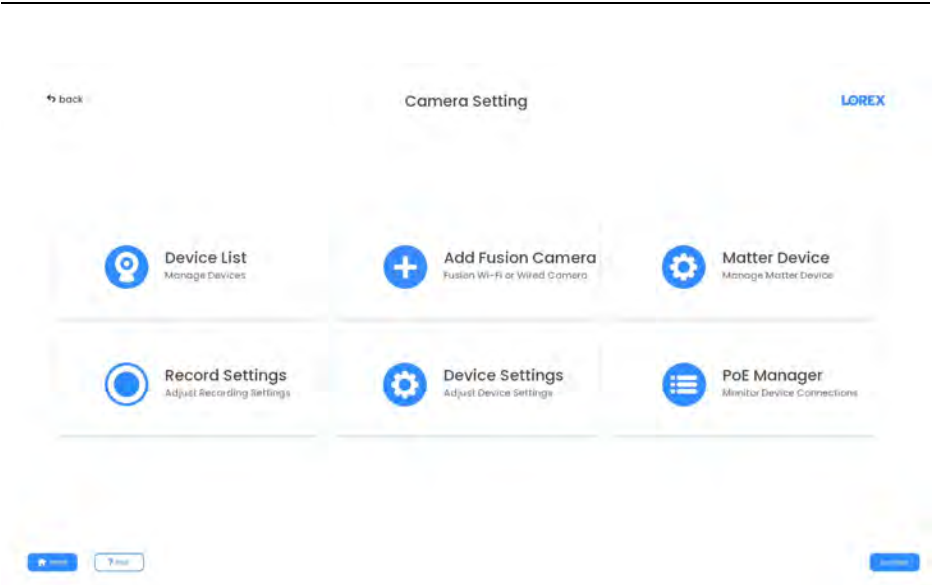 back
Camera Setting
LOREX
Device List
Manage Devices
Add Fusion Camera
Fusion Wi-Fi or Wired Camera
Matter Device
Manage Matter Device
Record Settings
Adjust Recording Settings
Device Settings
Adjust Device Settings
PoE Manager
Monitor Device Connections
?